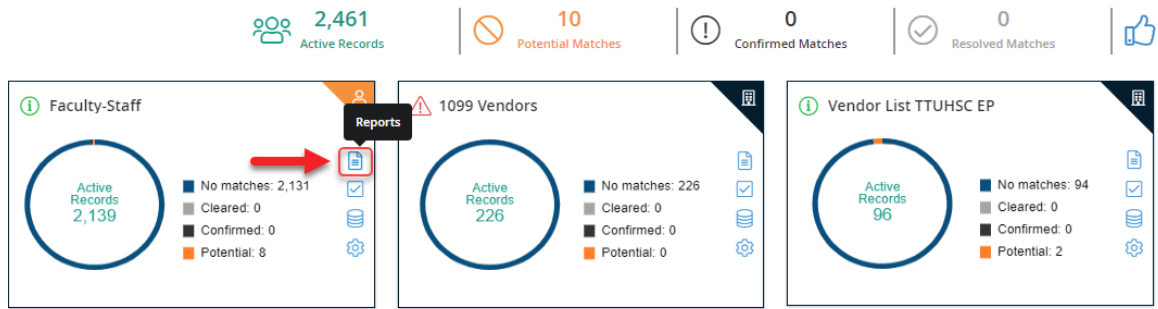 2,461
Active Records
10
Potential Matches
0
Confirmed Matches
0
Resolved Matches
Faculty-Staff
Reports
Active
Records
2,139
No matches: 2,131
Cleared: 0
Confirmed: 0
Potential: 8
1099 Vendors
Active
Records
226
No matches: 226
Cleared: 0
Confirmed: 0
Potential: 0
Vendor List TTUHSC EP
Active
Records
96
No matches: 94
Cleared: 0
Confirmed: 0
Potential: 2